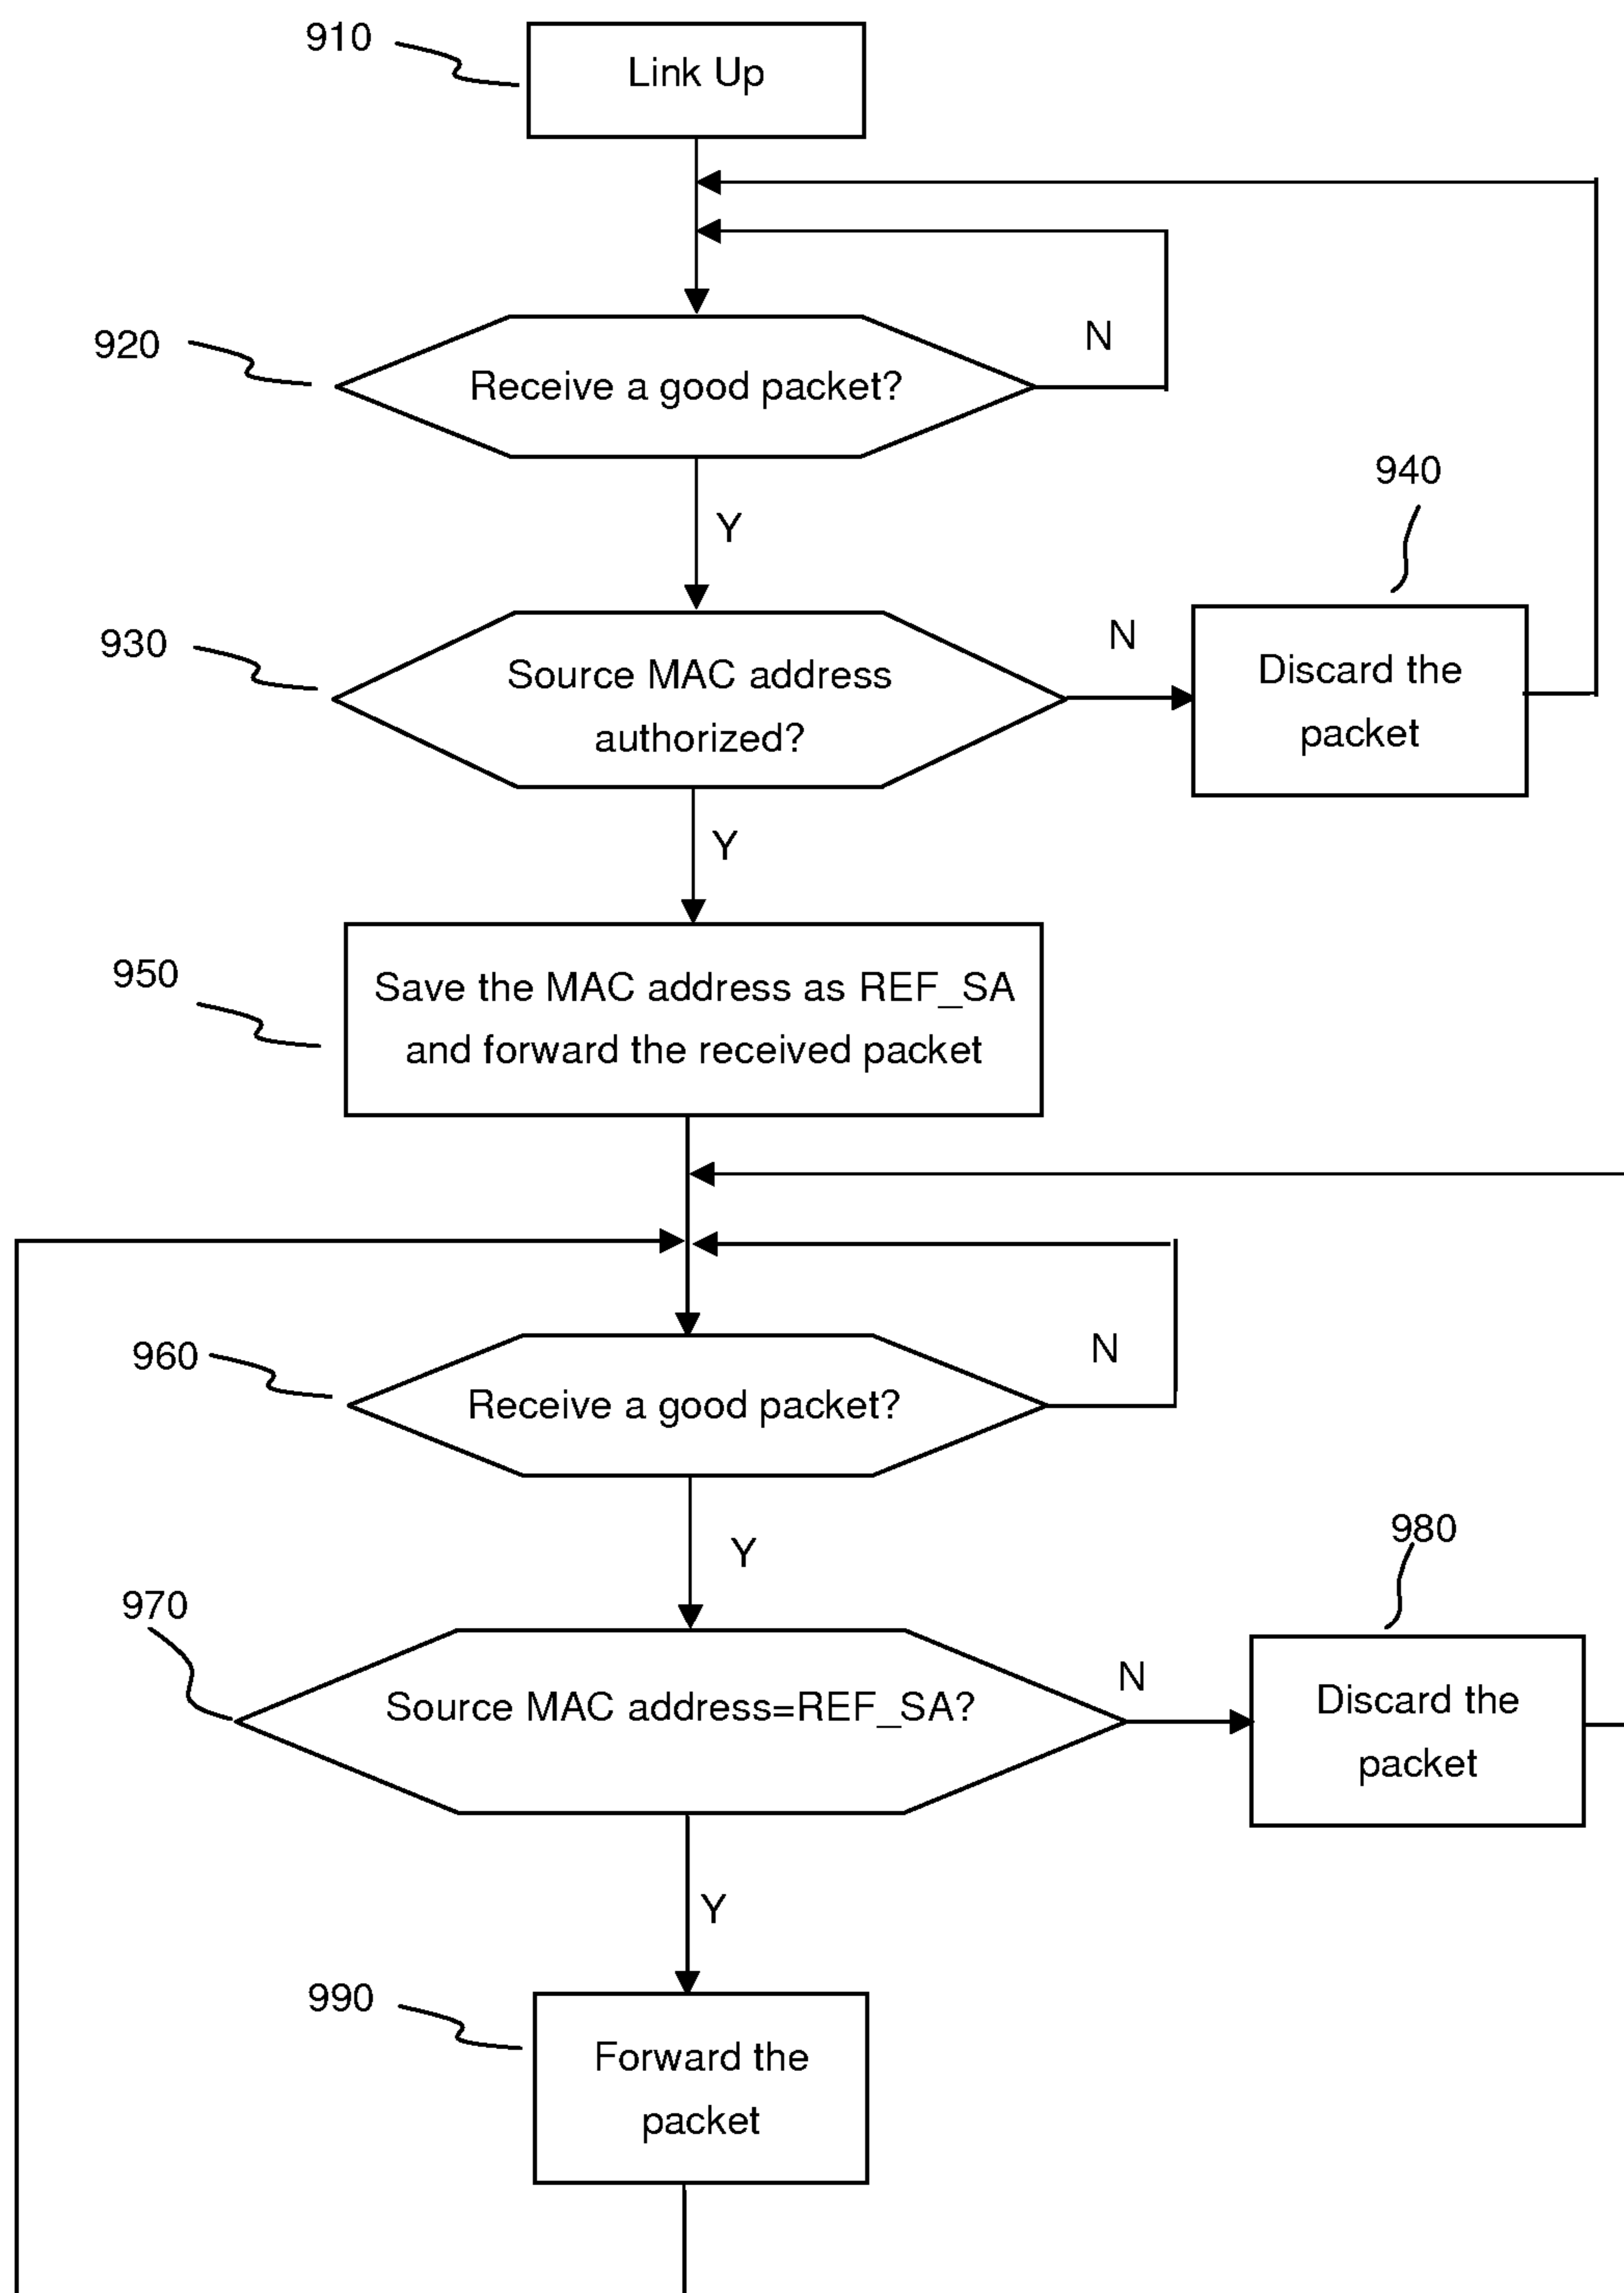 910
Link Up
920
Receive a good packet?
N
Y
940
930
Source MAC address
authorized?
N
Discard the
packet
Y
950
Save the MAC address as REF_SA
and forward the received packet
960
Receive a good packet?
N
Y
980
970
Source MAC address=REF_SA?
N
Discard the
packet
Y
990
Forward the
packet